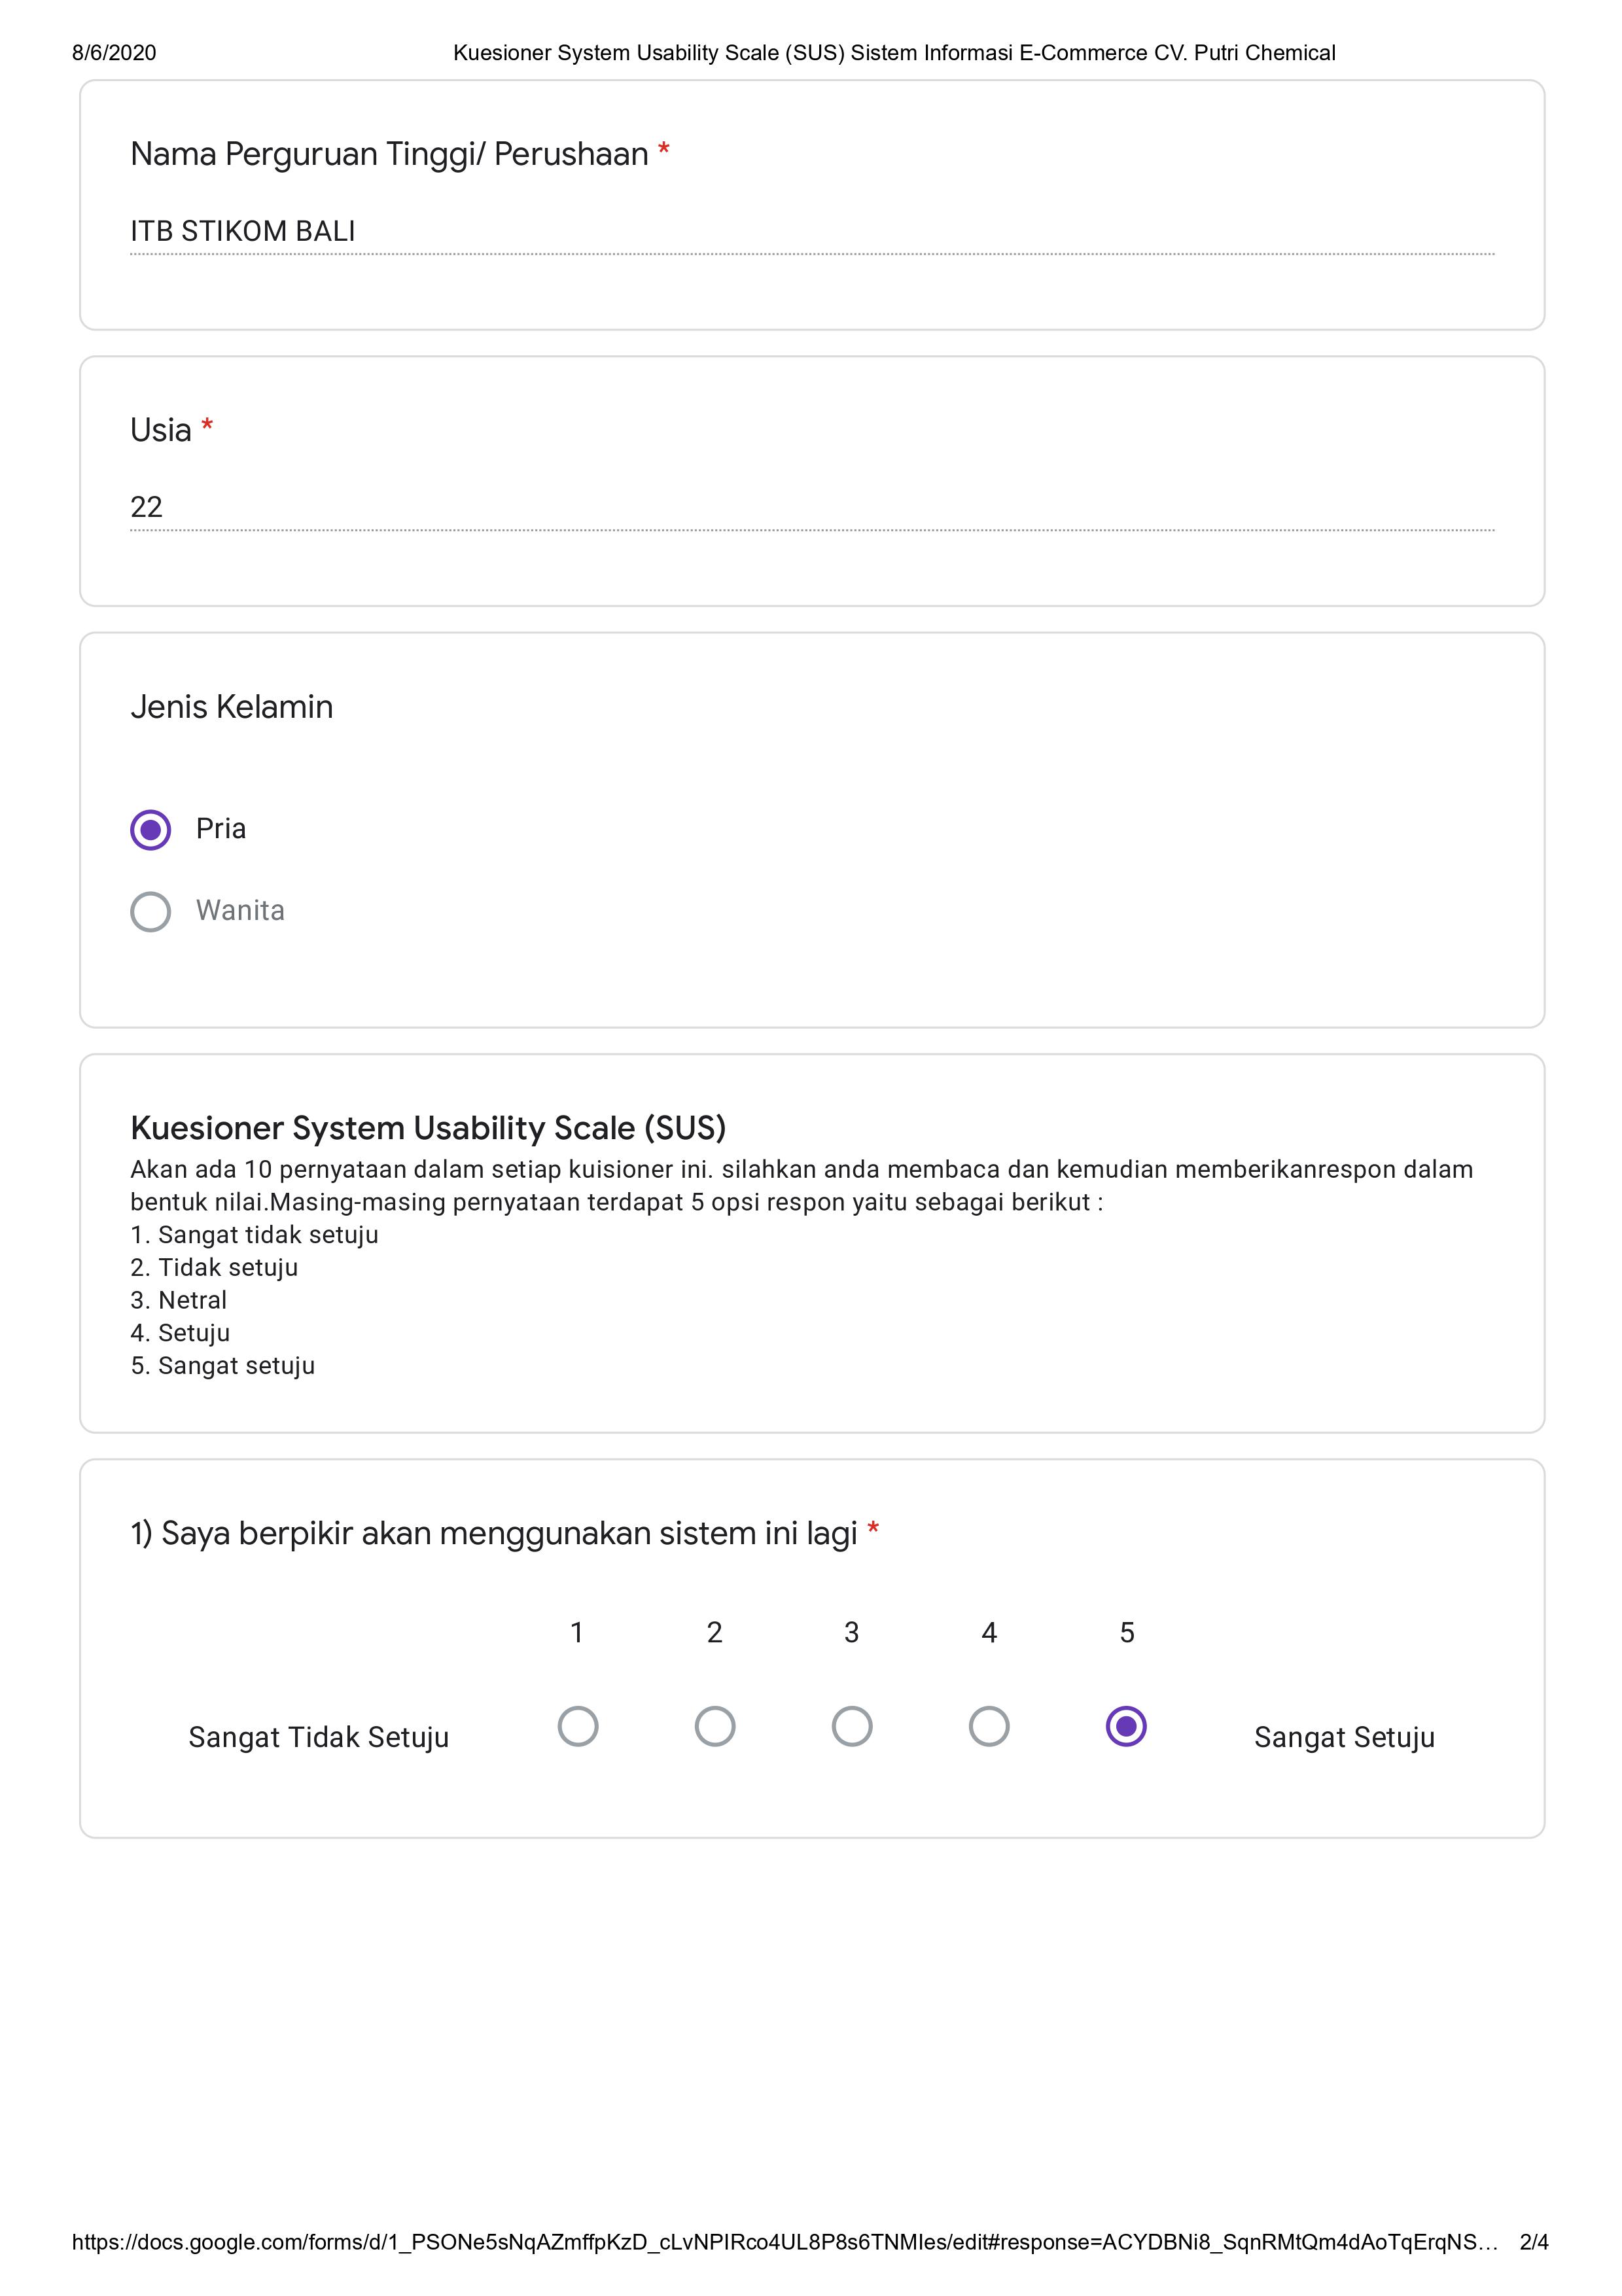 8/6/2020 Kuesioner System Usability Scale (SUS) Sistem Informasi E-Commerce CV. Putri Chemical
Nama Perguruan Tinggi/ Perushaan *
ITB STIKOM BALI
Usia *
22
Jenis Kelamin
Pria
Wanita
Kuesioner System Usability Scale (SUS)
Akan ada 10 pernyataan dalam setiap kuisioner ini. silahkan anda membaca dan kemudian memberikanrespon dalam
bentuk nilai.Masing-masing pernyataan terdapat 5 opsi respon yaitu sebagai berikut :
1. Sangat tidak setuju
2. Tidak setuju
3. Netral
4. Setuju
5. Sangat setuju
1) Saya berpikir akan menggunakan sistem ini lagi *
1 2 3 4 5
Sangat Tidak Setuju Sangat Setuju
https://docs.google.com/forms/d/1_PSONe5sNqAZmffpKzD_cLvNPIRco4UL8P8s6TNMIes/edit#response=ACYDBNi8_SqnRMtQm4dAoTqErqNS… 2/4